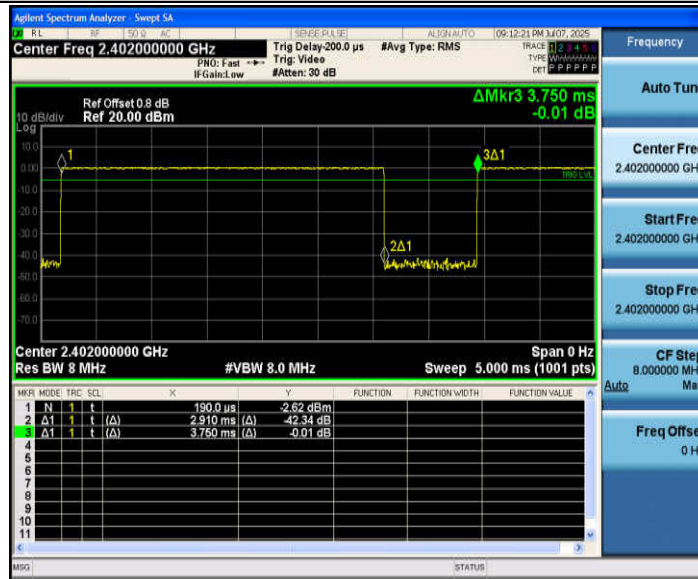 Agilent Spectrum Analyzer - Swept SA
RL RF 50 Ω AC SENSE:PULSE ALIGN AUTO 09:12:21 PM Jul 07, 2025
Center Freq 2.402000000 GHz
PNO: Fast
IFGain:Low
Trig Delay-200.0 µs
Trig: Video
#Atten: 30 dB
#Avg Type: RMS
TRACE 1 2 3 4 5 6
TYPE
DET P P P P P P
ΔMkr3 3.750 ms
-0.01 dB
Ref Offset 0.8 dB
10 dB/div Ref 20.00 dBm
Log
10.0
0.00
-10.0
-20.0
-30.0
-40.0
-50.0
-60.0
-70.0
1
2Δ1
3Δ1
TRIG LVL
Center 2.402000000 GHz Span 0 Hz
Res BW 8 MHz #VBW 8.0 MHz Sweep 5.000 ms (1001 pts)
MKR MODE TRC SCL X Y FUNCTION FUNCTION WIDTH FUNCTION VALUE
1 N 1 t 190.0 µs -2.62 dBm
2 Δ1 1 t (Δ) 2.910 ms (Δ) -42.34 dB
3 Δ1 1 t (Δ) 3.750 ms (Δ) -0.01 dB
4
5
6
7
8
9
10
11
MSG STATUS
Frequency
Auto Tun
Center Fre
2.402000000 GH
Start Fre
2.402000000 GH
Stop Fre
2.402000000 GH
CF Step
8.000000 MH
Auto Ma
Freq Offse
0 H